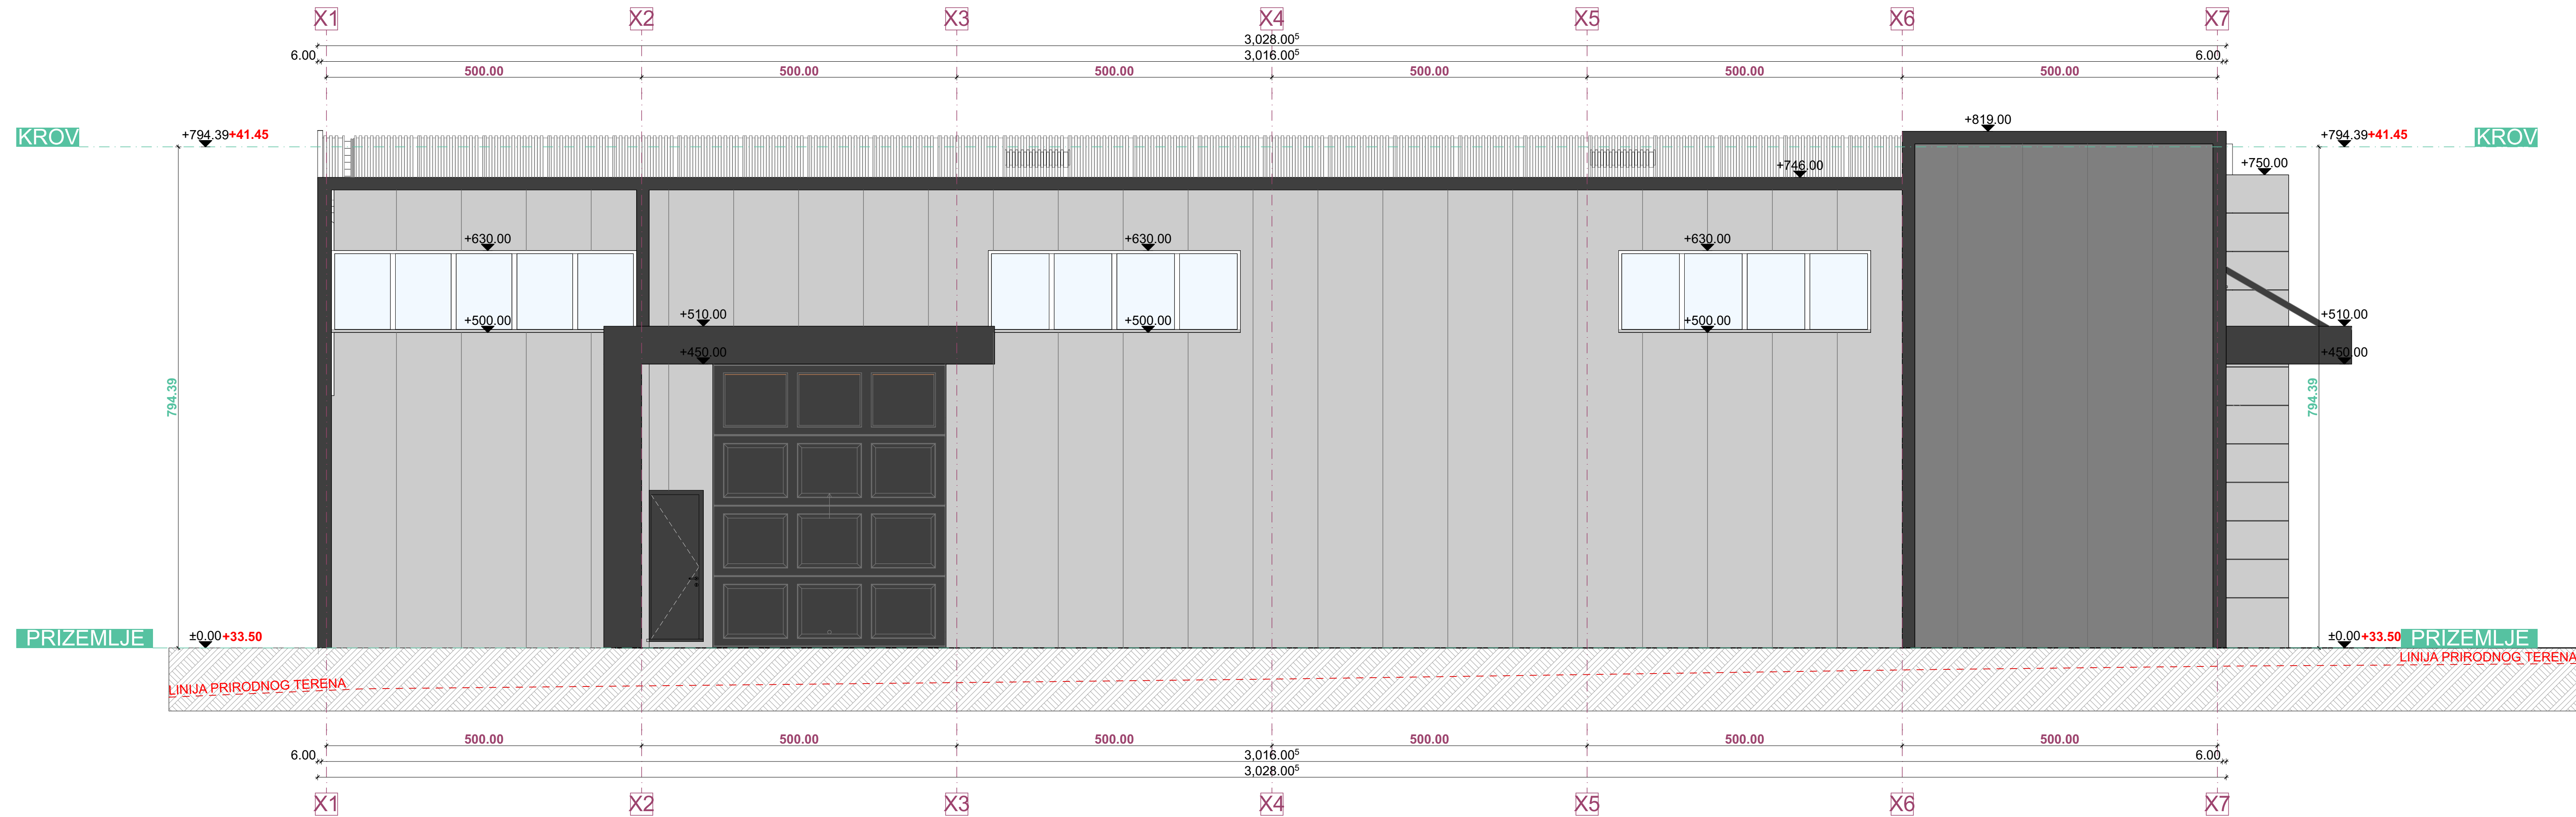 X1 X2 X3 X4 X5 X6 X7
3,028.00⁵
6.00 3,016.00⁵ 6.00
500.00 500.00 500.00 500.00 500.00 500.00
+819.00
KROV +794.39+41.45 +794.39+41.45 KROV
+746.00 +750.00
+630.00 +630.00 +630.00
+510.00 +510.00
+500.00 +500.00 +500.00
+450.00 +450.00
794.39 794.39
PRIZEMLJE ±0.00+33.50 ±0.00+33.50 PRIZEMLJE
LINIJA PRIRODNOG TERENA
LINIJA PRIRODNOG TERENA
500.00 500.00 500.00 500.00 500.00 500.00
6.00 3,016.00⁵ 6.00
3,028.00⁵
X1 X2 X3 X4 X5 X6 X7